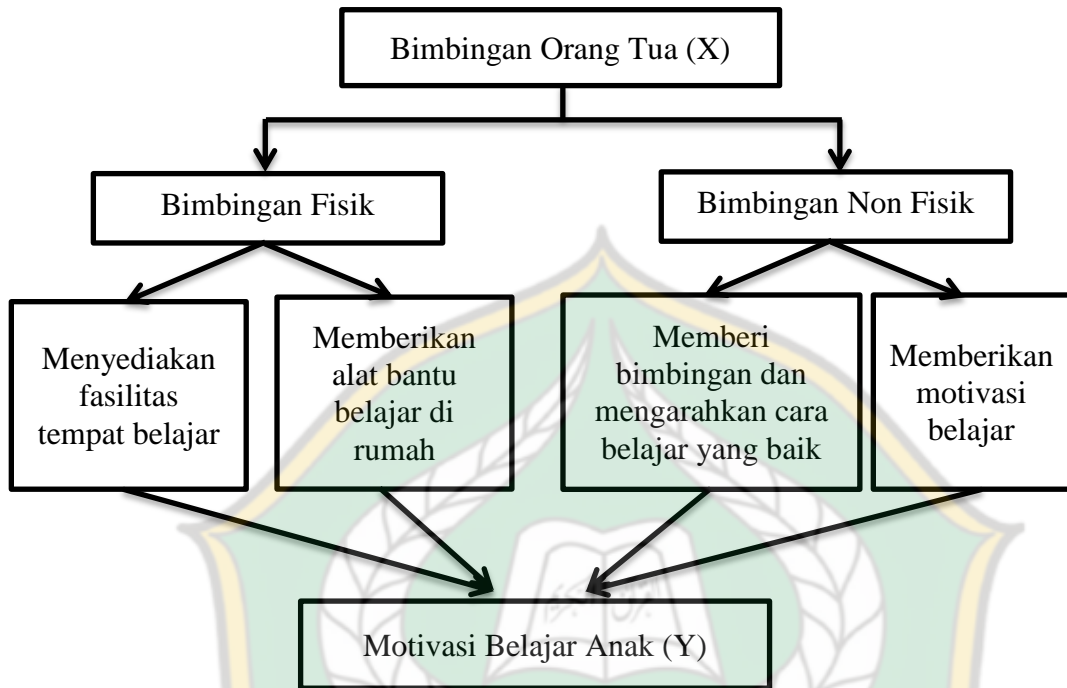 Bimbingan Orang Tua (X)
Bimbingan Fisik
Bimbingan Non Fisik
Menyediakan
fasilitas
tempat belajar
Memberikan
alat bantu
belajar di
rumah
Memberi
bimbingan dan
mengarahkan cara
belajar yang baik
Memberikan
motivasi
belajar
Motivasi Belajar Anak (Y)